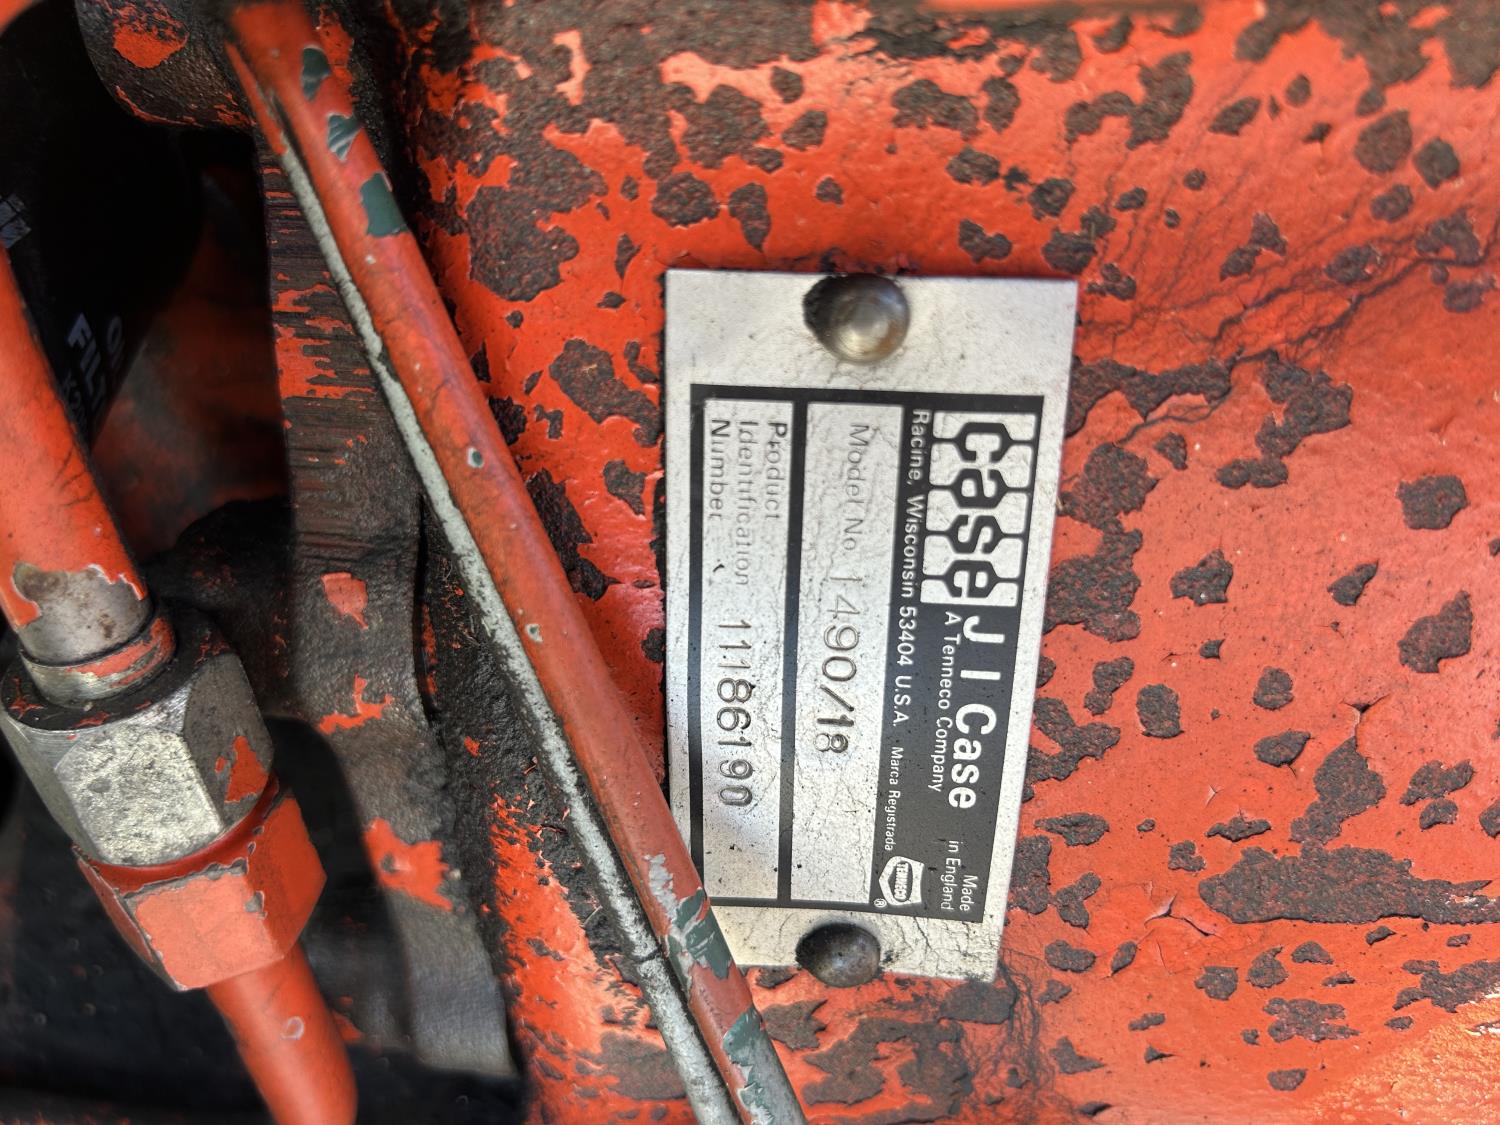 case J I Case
A Tenneco Company
Made
in England
Racine, Wisconsin 53404 U.S.A. Marca Registrada
TENNECO ®
Model No. 1490/18
Product
Identification
Number 11186190
FILT